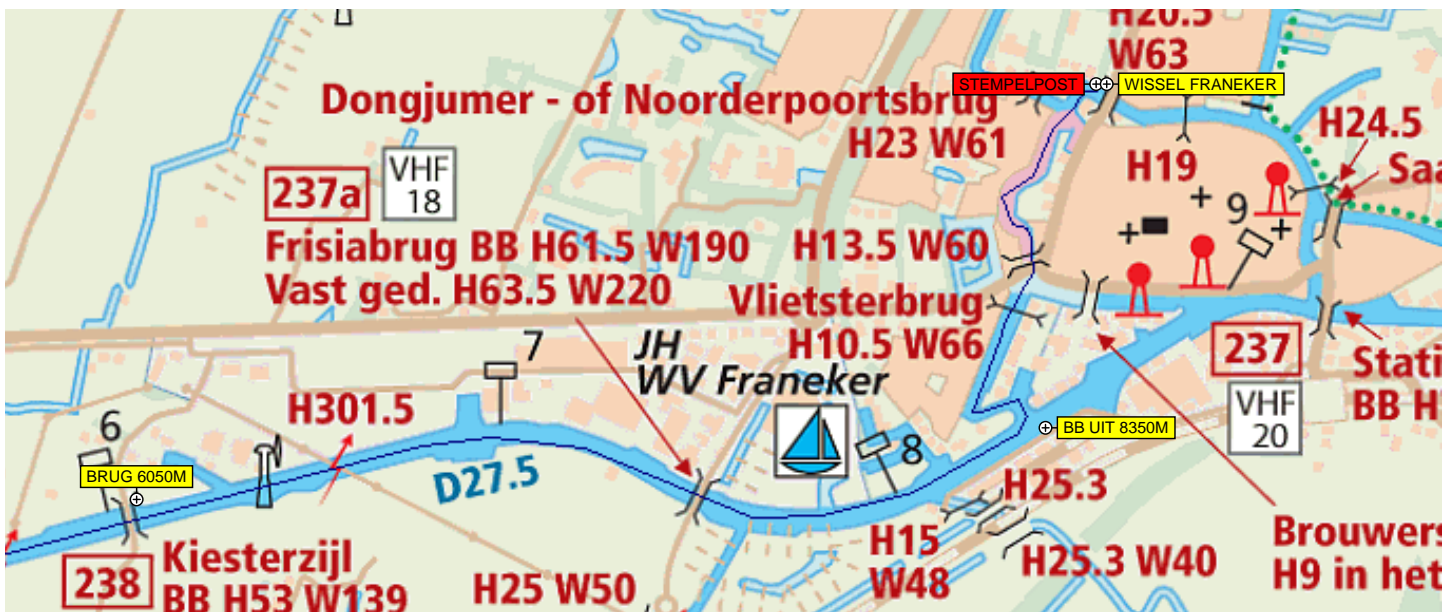 H20.5
W63
STEMPELPOST
WISSEL FRANEKER
Dongjumer - of Noorderpoortsbrug
H23 W61
H24.5
H19
Saa
237a
VHF
18
9
Frisiabrug BB H61.5 W190
Vast ged. H63.5 W220
H13.5 W60
Vlietsterbrug
H10.5 W66
7
JH
WV Franeker
237
Stati
BB H
VHF
20
H301.5
6
BRUG 6050M
D27.5
8
BB UIT 8350M
H25.3
238
Kiesterzijl
BB H53 W139
H25 W50
H15
W48
H25.3 W40
Brouwers
H9 in het